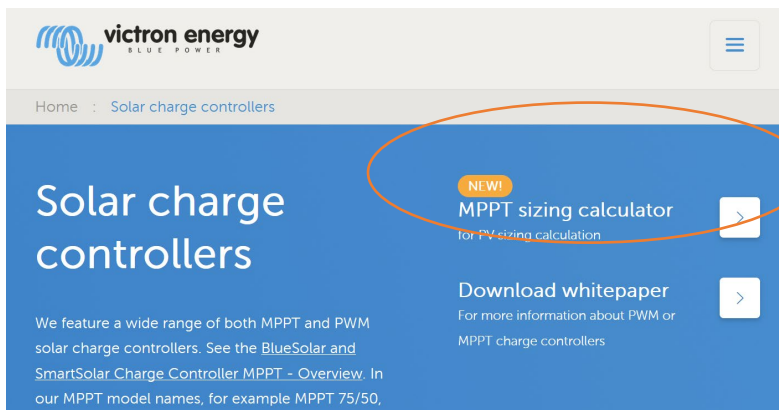 victron energy
BLUE POWER
Home : Solar charge controllers
Solar charge
controllers
We feature a wide range of both MPPT and PWM
solar charge controllers. See the BlueSolar and
SmartSolar Charge Controller MPPT - Overview. In
our MPPT model names, for example MPPT 75/50,
NEW!
MPPT sizing calculator
for PV sizing calculation
Download whitepaper
For more information about PWM or
MPPT charge controllers